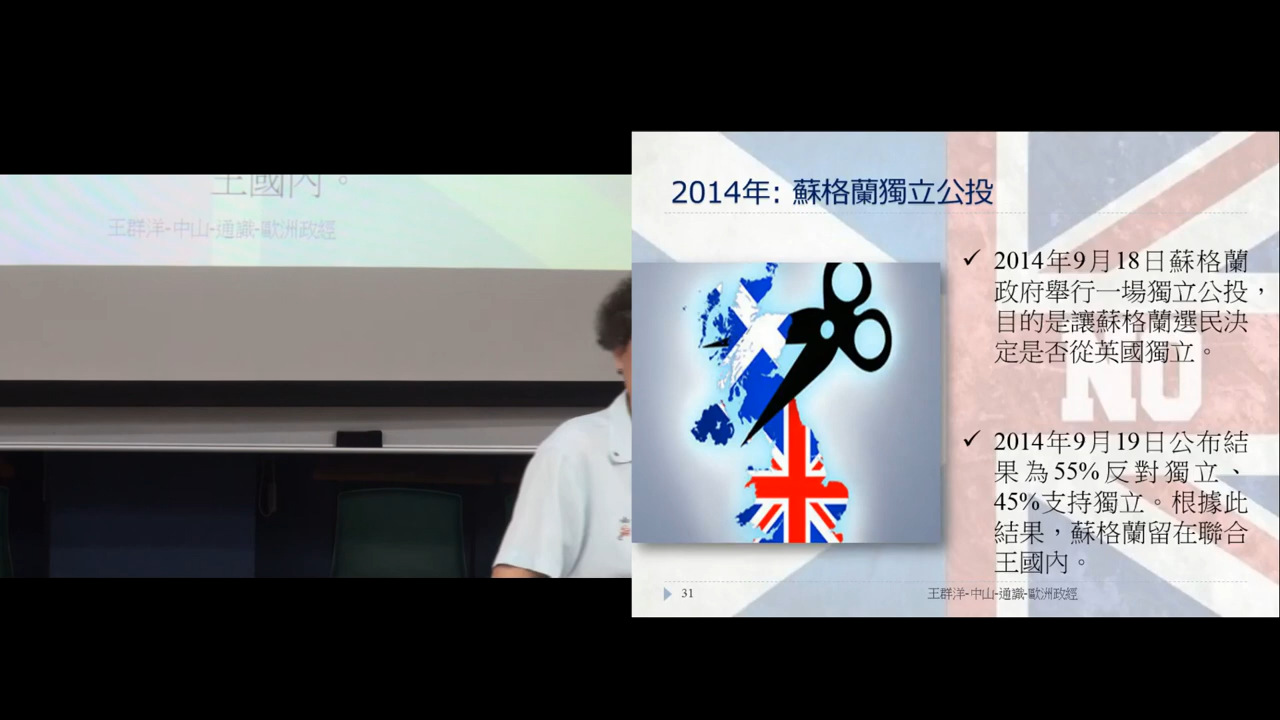 王國內。
王群洋-中山-通識-歐洲政經
2014年: 蘇格蘭獨立公投
✓ 2014年9月18日蘇格蘭
政府舉行一場獨立公投，
目的是讓蘇格蘭選民決
定是否從英國獨立。
NO
✓ 2014年9月19日公布結
果為55%反對獨立、
45%支持獨立。根據此
結果，蘇格蘭留在聯合
王國內。
31
王群洋-中山-通識-歐洲政經